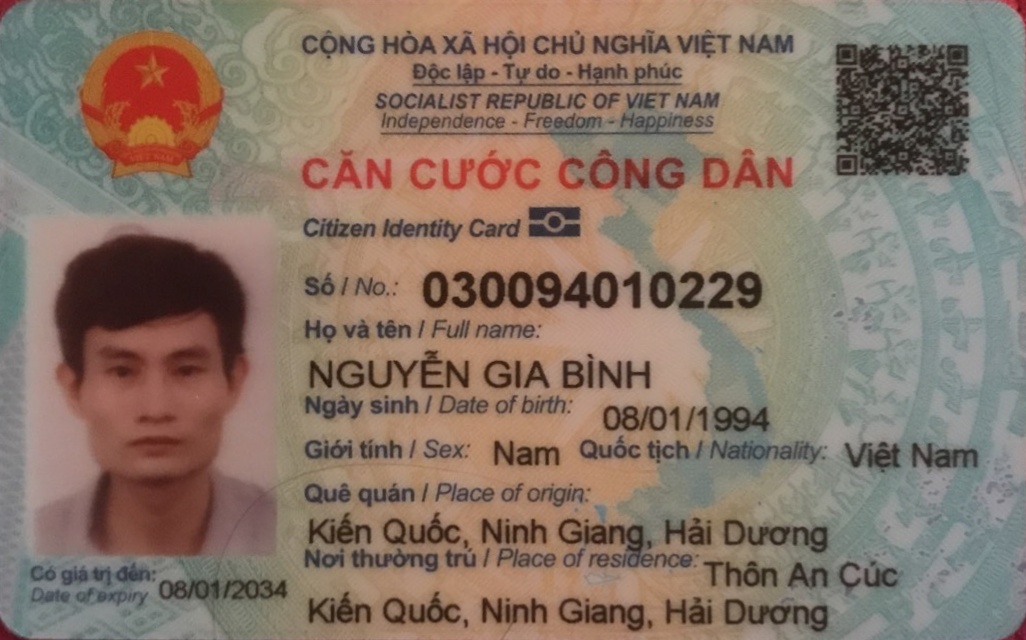 CỘNG HÒA XÃ HỘI CHỦ NGHĨA VIỆT NAM
Độc lập - Tự do - Hạnh phúc
SOCIALIST REPUBLIC OF VIET NAM
Independence - Freedom - Happiness
CĂN CƯỚC CÔNG DÂN
Citizen Identity Card
Số / No.: 030094010229
Họ và tên / Full name:
NGUYỄN GIA BÌNH
Ngày sinh / Date of birth: 08/01/1994
Giới tính / Sex: Nam Quốc tịch / Nationality: Việt Nam
Quê quán / Place of origin:
Kiến Quốc, Ninh Giang, Hải Dương
Nơi thường trú / Place of residence: Thôn An Cúc
Kiến Quốc, Ninh Giang, Hải Dương
Có giá trị đến: 08/01/2034
Date of expiry